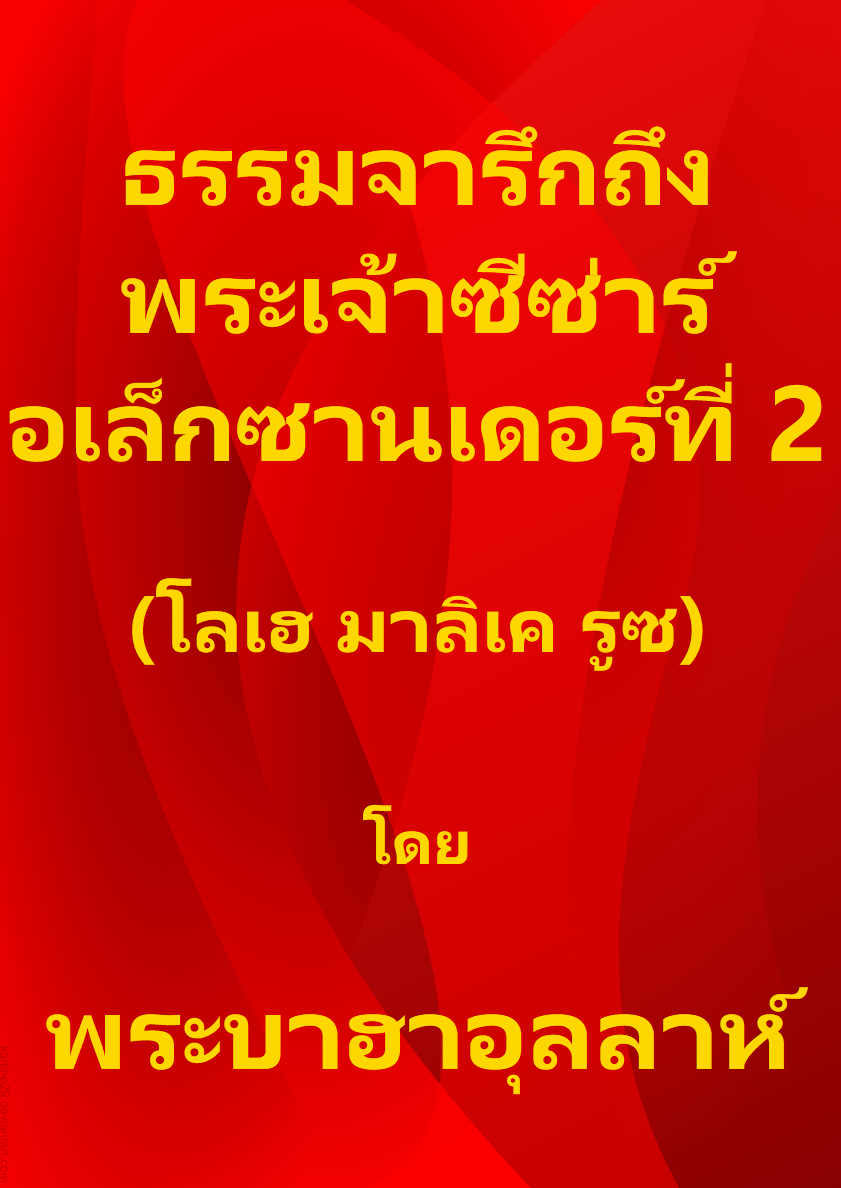 ธรรมจารึกถึง
พระเจ้าซีซ่าร์
อเล็กซานเดอร์ที่ 2
(โลเฮ มาลิเค รูซ)
โดย
พระบาฮาอุลลาห์